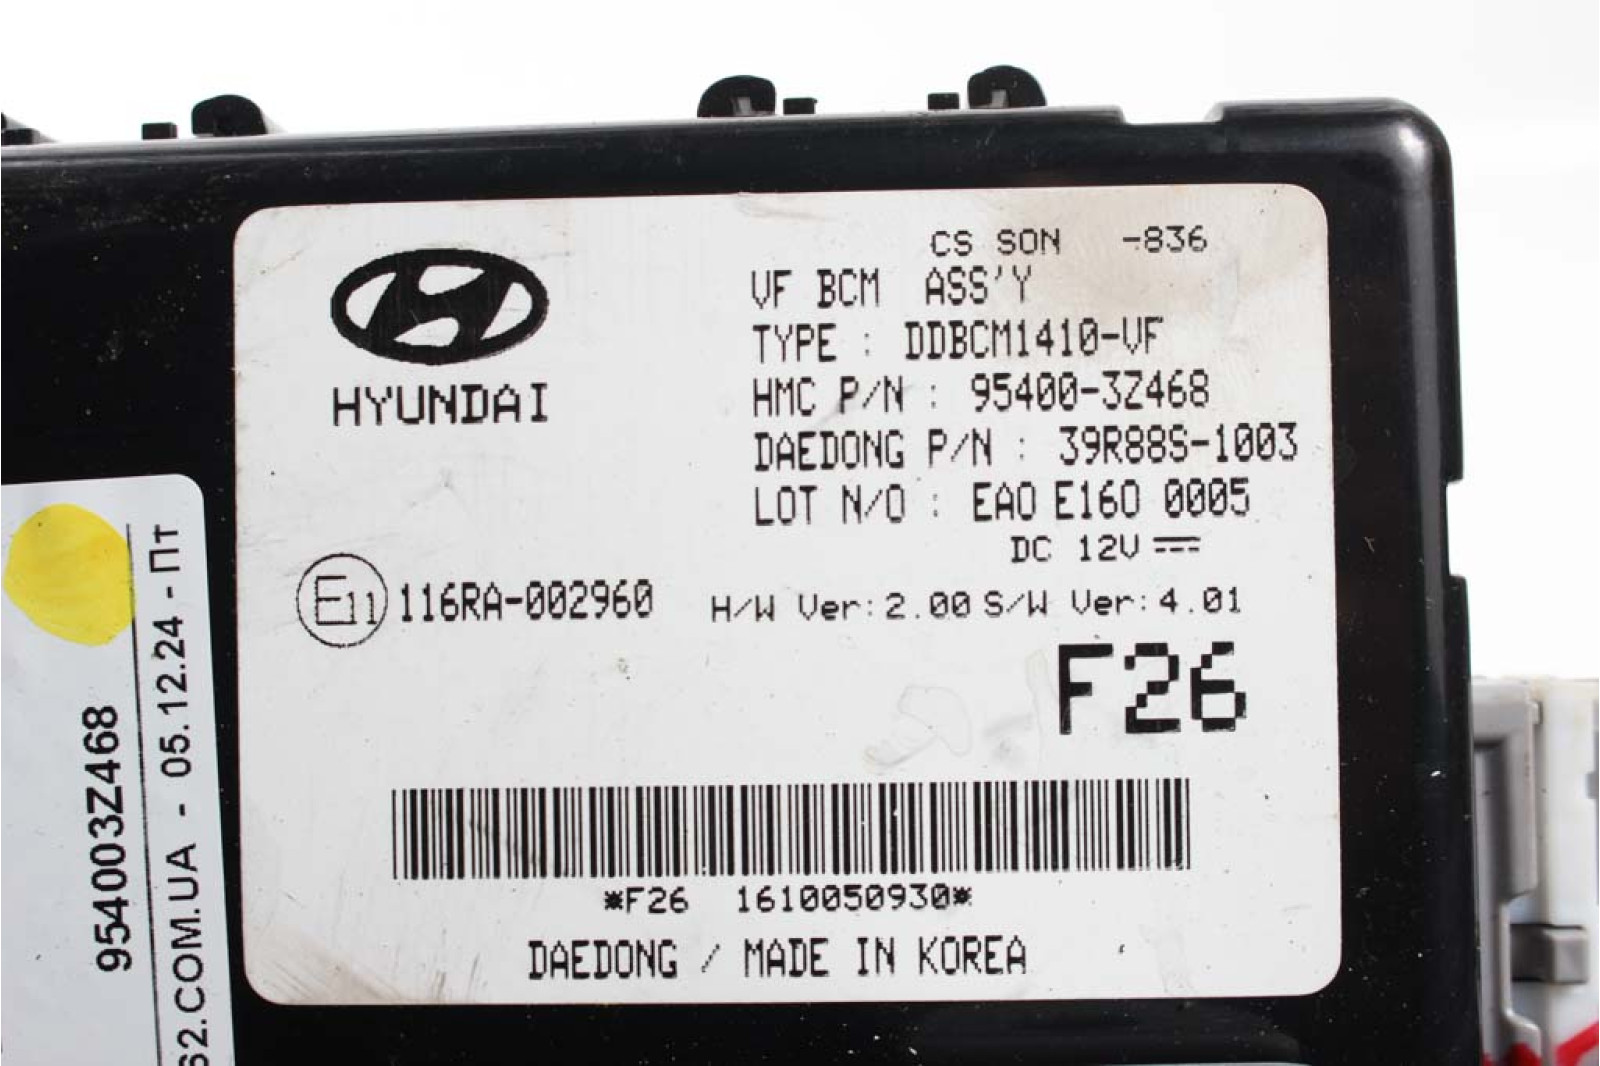 CS SON -836
VF BCM ASS'Y
TYPE : DDBCM1410-VF
HMC P/N : 95400-3Z468
DAEDONG P/N : 39R88S-1003
LOT N/O : EA0 E160 0005
DC 12V
HYUNDAI
E11 116RA-002960
H/W Ver:2.00 S/W Ver:4.01
F26
*F26 1610050930*
DAEDONG / MADE IN KOREA
954003Z468
S2.COM.UA - 05.12.24 - Пт